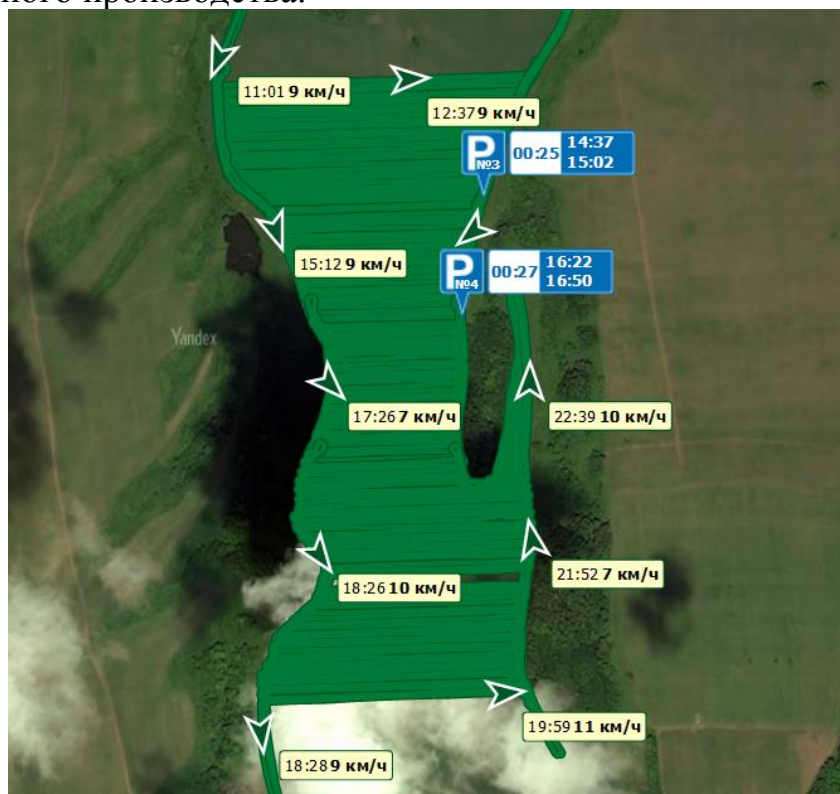 ного производства.
11:01 9 км/ч
12:37 9 км/ч
P №3 00:25 14:37
15:02
15:12 9 км/ч
P №4 00:27 16:22
16:50
Yandex
17:26 7 км/ч
22:39 10 км/ч
21:52 7 км/ч
18:26 10 км/ч
19:59 11 км/ч
18:28 9 км/ч